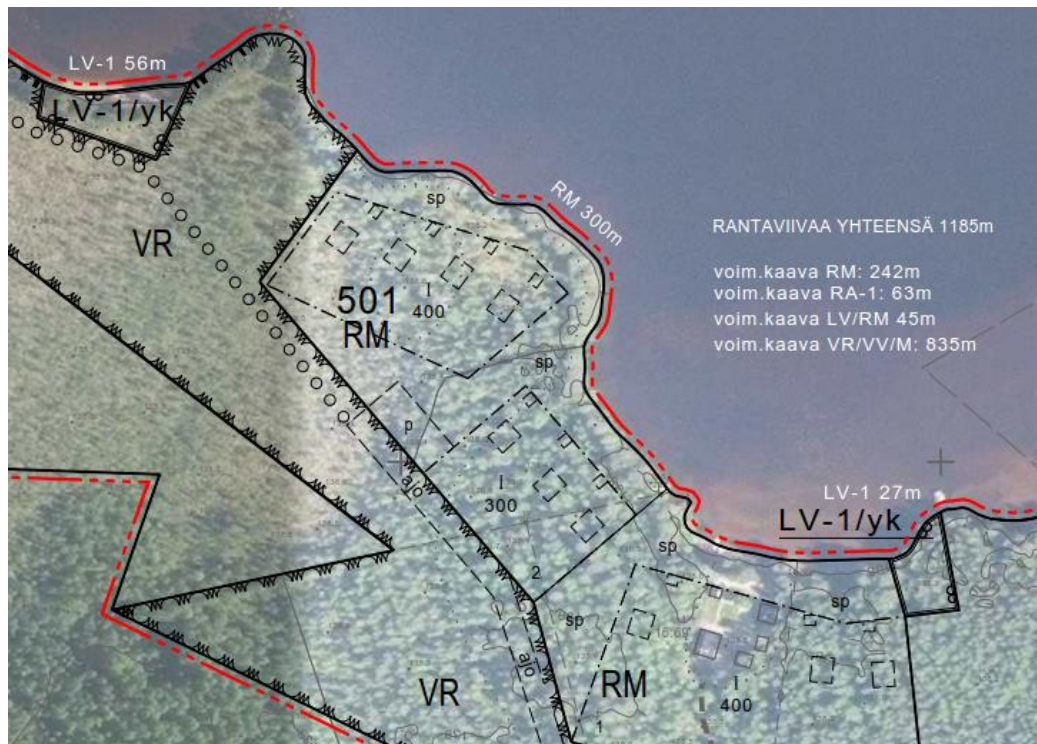 LV-1 56m
LV-1/yk
VR
sp
RM 300m
RANTAVIIVAA YHTEENSÄ 1185m
voim.kaava RM: 242m
voim.kaava RA-1: 63m
voim.kaava LV/RM 45m
voim.kaava VR/VV/M: 835m
501
I
400
RM
sp
p
ajo
I
300
LV-1 27m
LV-1/yk
sp
2
sp
sp
ajo
VR
RM
I
400
1